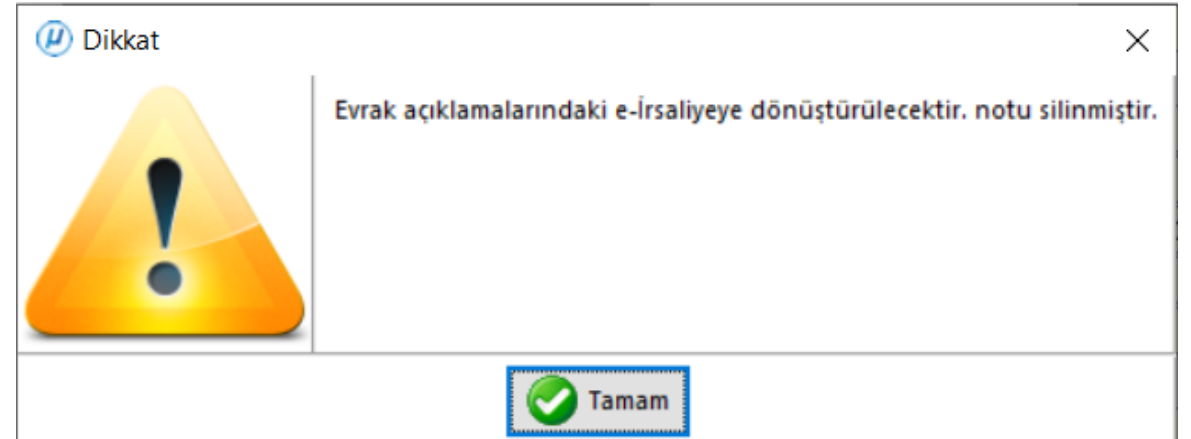 Dikkat
Evrak açıklamalarındaki e-İrsaliyeye dönüştürülecektir. notu silinmiştir.
Tamam